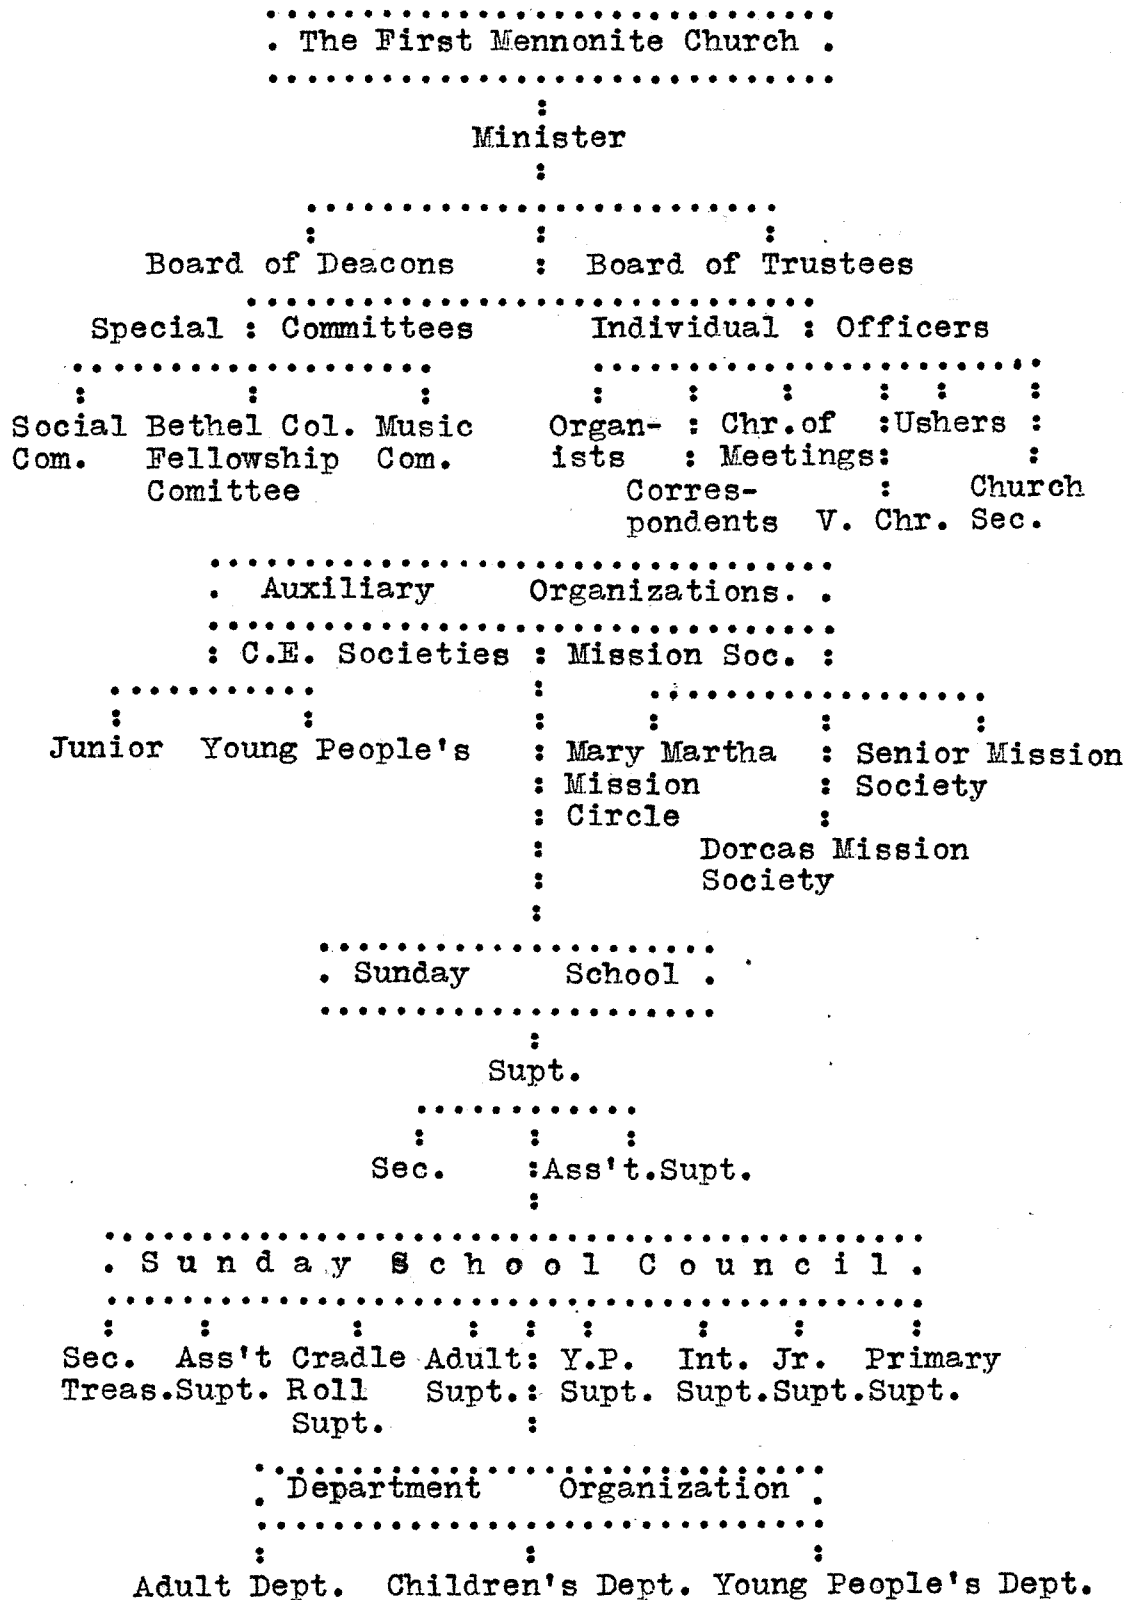 The First Mennonite Church
Minister
Board of Deacons : Board of Trustees
Special : Committees Individual : Officers
Social Bethel Col. Music Organ- : Chr.of :Ushers :
Com. Fellowship Com. ists : Meetings: :
Comittee Corres- : Church
pondents V. Chr. Sec.
. Auxiliary Organizations. .
: C.E. Societies : Mission Soc. :
Junior Young People's : Mary Martha : Senior Mission
: Mission : Society
: Circle :
: Dorcas Mission
: Society
. Sunday School .
Supt.
Sec. :Ass't.Supt.
. S u n d a y S c h o o l C o u n c i l .
Sec. Ass't Cradle Adult: Y.P. Int. Jr. Primary
Treas.Supt. Roll Supt.: Supt. Supt.Supt.Supt.
Supt. :
. Department Organization .
Adult Dept. Children's Dept. Young People's Dept.